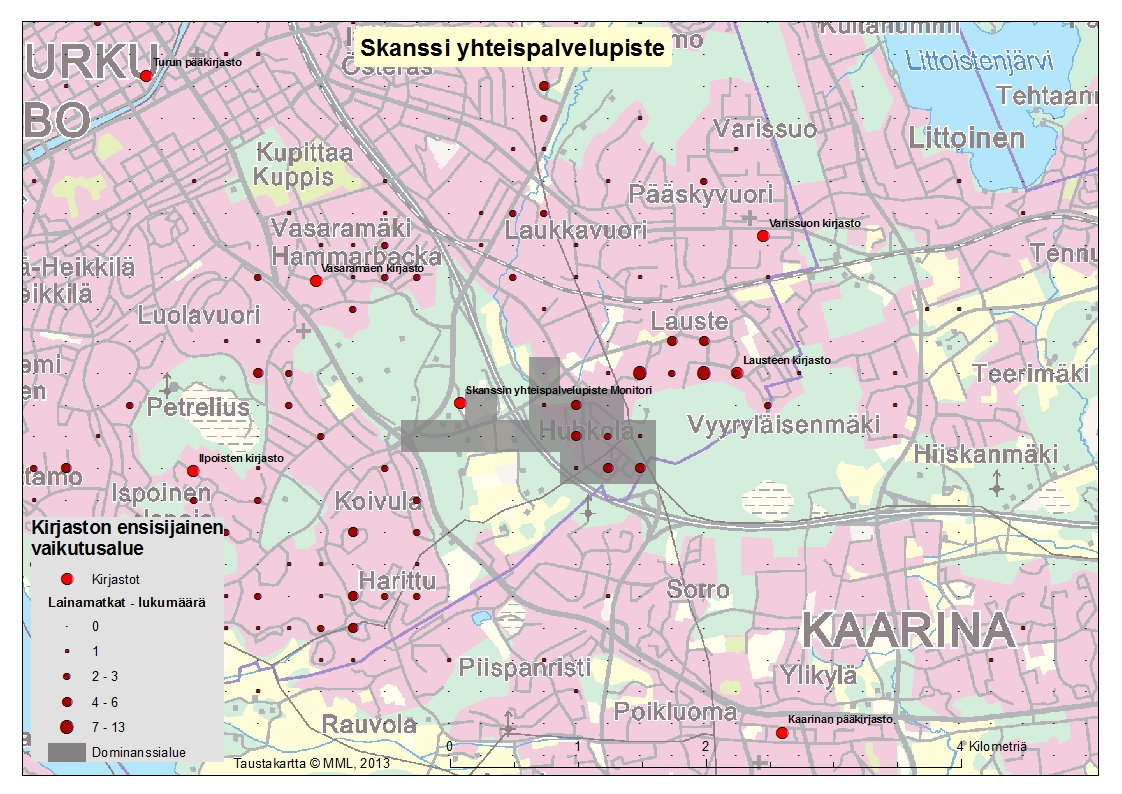 Skanssi yhteispalvelupiste
URKU
BO
Turun pääkirjasto
Österås
Kultanummi
Littoistenjärvi
Littoinen
Varissuo
Kupittaa
Kuppis
Pääskyvuori
Vasaramäki
Hammarbacka
Vasaramäen kirjasto
Laukkavuori
Varissuon kirjasto
ä-Heikkilä
eikkilä
Luolavuori
Lauste
Lausteen kirjasto
Teerimäki
Petrelius
Skanssin yhteispalvelupiste Monitori
Huhkola
Vyyryläisenmäki
Hiiskanmäki
Ilpoisten kirjasto
Ispoinen
Koivula
Harittu
Sorro
KAARINA
Piispanristi
Ylikylä
Rauvola
Poikluoma
Kaarinan pääkirjasto
Kirjaston ensisijainen
vaikutusalue
Kirjastot
Lainamatkat - lukumäärä
0
1
2 - 3
4 - 6
7 - 13
Dominanssialue
Taustakartta © MML, 2013
0 1 2 4 Kilometriä